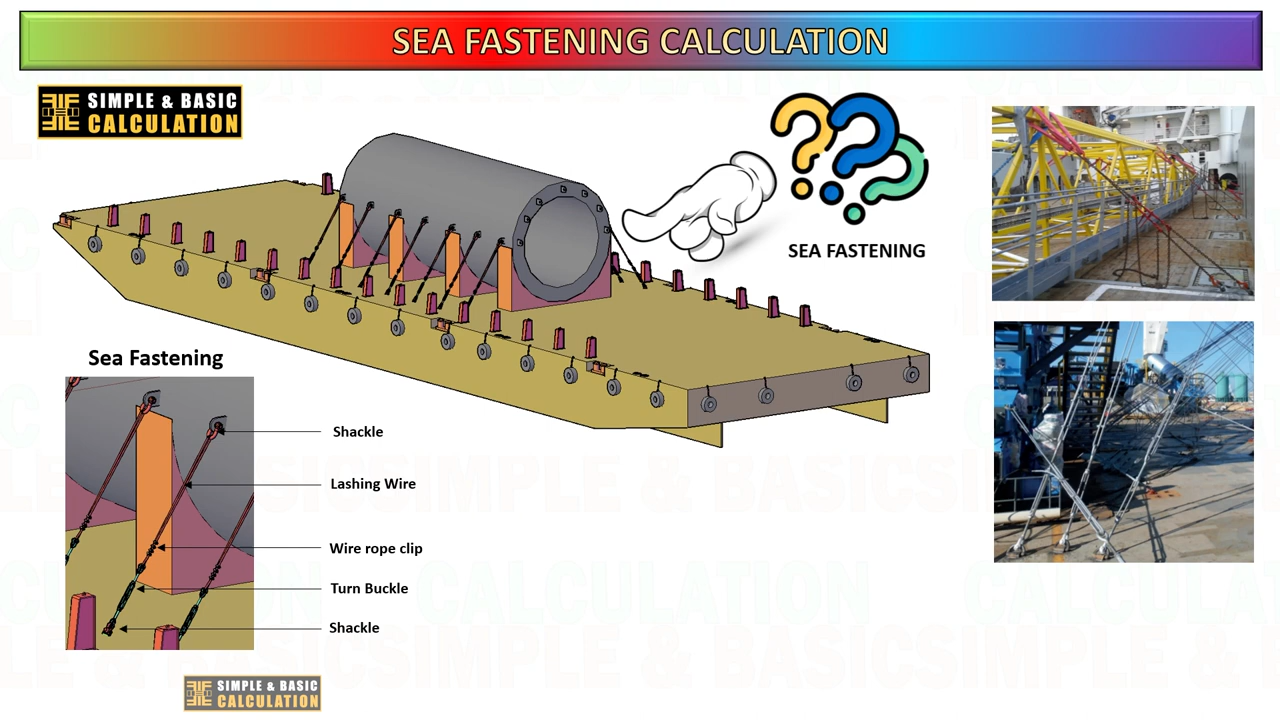 SEA FASTENING CALCULATION
SIMPLE & BASIC
CALCULATION
SEA FASTENING
Sea Fastening
Shackle
Lashing Wire
Wire rope clip
Turn Buckle
Shackle
SIMPLE & BASIC
CALCULATION